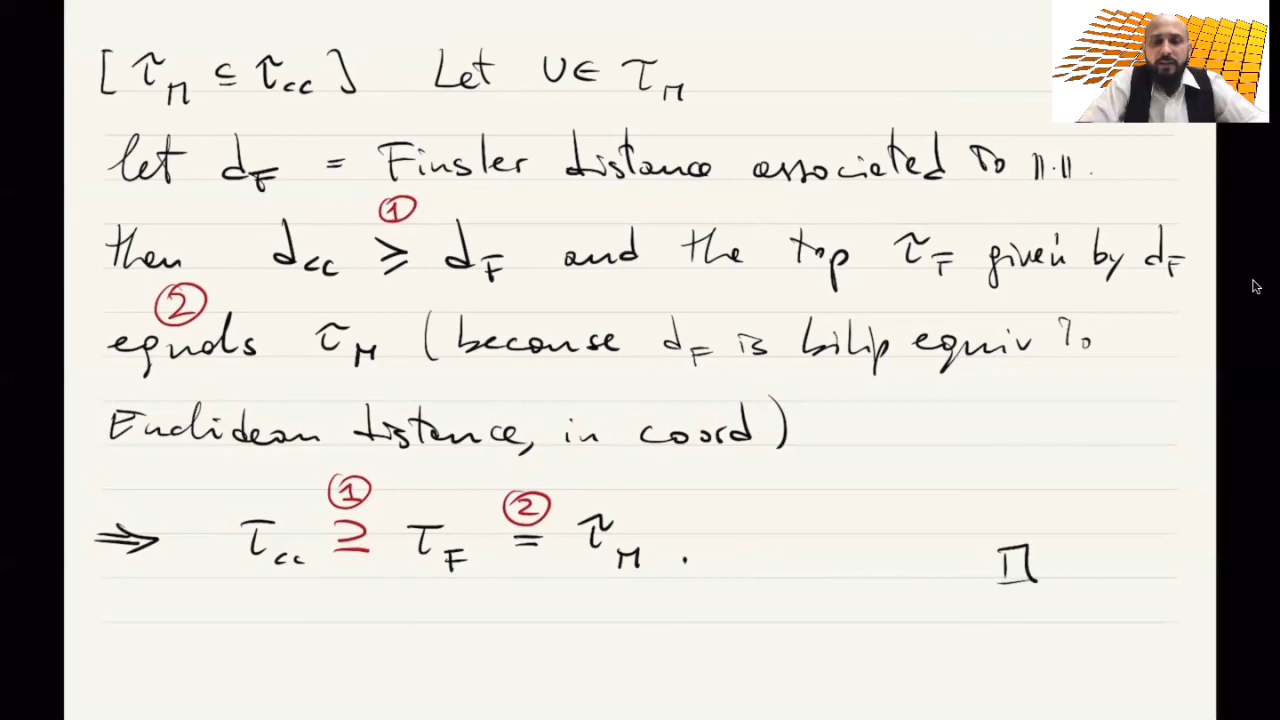 [τ_M ⊆ τ_cc] Let U ∈ τ_M
let d_F = Finsler distance associated to ||·||.
then d_cc ≥ d_F and the top τ_F given by d_F
①
equals τ_M (because d_F is bilip equiv to
②
Euclidean distance, in coord)
⇒ τ_cc ⊇ τ_F = τ_M .
① ②